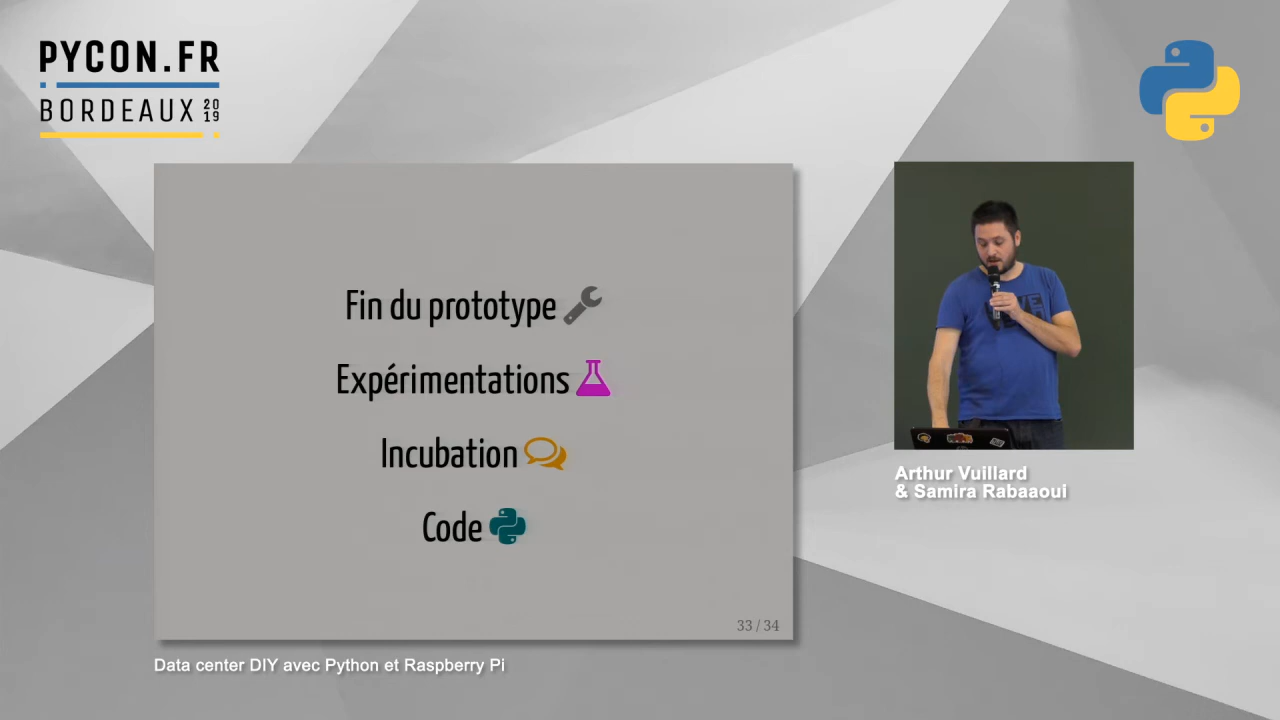 PYCON.FR
BORDEAUX 2019
Fin du prototype
Expérimentations
Incubation
Code
33 / 34
Arthur Vuillard
& Samira Rabaaoui
Data center DIY avec Python et Raspberry Pi